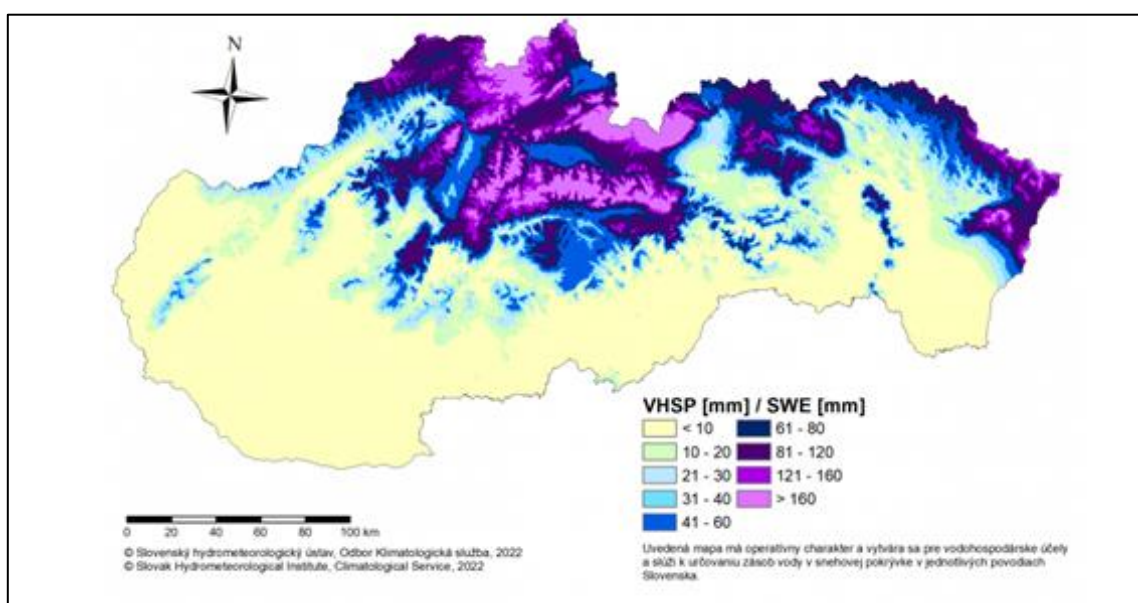 N
VHSP [mm] / SWE [mm]
< 10
10 - 20
21 - 30
31 - 40
41 - 60
61 - 80
81 - 120
121 - 160
> 160
0 20 40 60 80 100 km
© Slovenský hydrometeorologický ústav, Odbor Klimatologická služba, 2022
© Slovak Hydrometeorological Institute, Climatological Service, 2022
Uvedená mapa má operatívny charakter a vytvára sa pre vodohospodárske účely
a slúži k určovaniu zásob vody v snehovej pokrývke v jednotlivých povodiach
Slovenska.